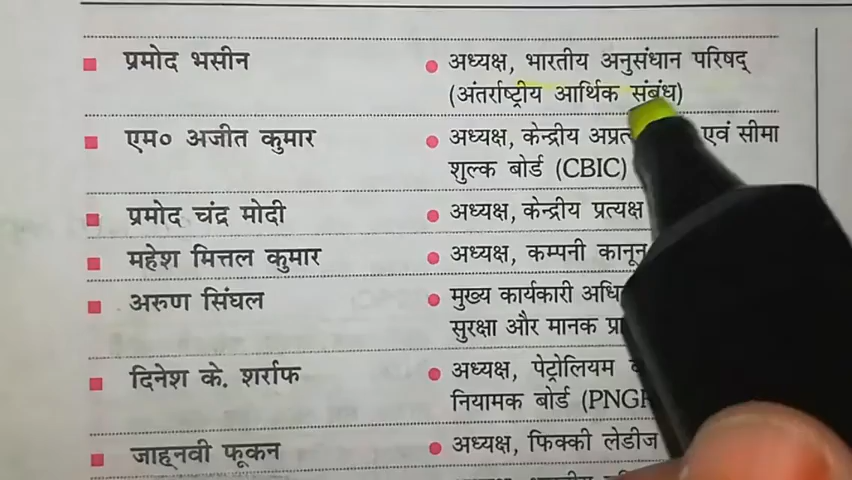 प्रमोद भसीन
अध्यक्ष, भारतीय अनुसंधान परिषद्
(अंतर्राष्ट्रीय आर्थिक संबंध)
एम० अजीत कुमार
अध्यक्ष, केन्द्रीय एवं सीमा
शुल्क बोर्ड (CBIC)
प्रमोद चंद्र मोदी
अध्यक्ष, केन्द्रीय प्रत्यक्ष
महेश मित्तल कुमार
अध्यक्ष, कम्पनी कानून
अरुण सिंघल
मुख्य कार्यकारी
सुरक्षा और मानक
दिनेश के. शर्राफ
अध्यक्ष, पेट्रोलियम
नियामक बोर्ड
जाह्नवी फूकन
अध्यक्ष, फिक्की लेडीज